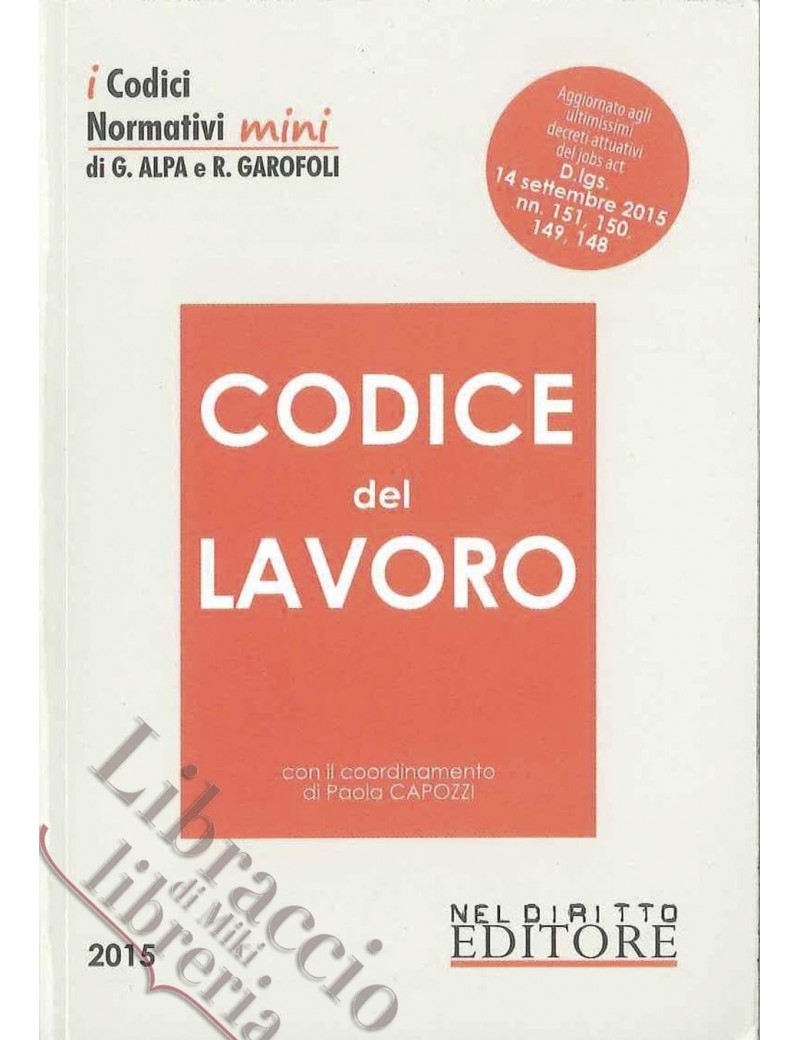 i Codici
Normativi mini
di G. ALPA e R. GAROFOLI
Aggiornato agli
ultimissimi
decreti attuativi
del jobs act
D.lgs.
14 settembre 2015
nn. 151, 150,
149, 148
CODICE
del
LAVORO
con il coordinamento
di Paola CAPOZZI
Libraccio
di Miki
libreria
2015
NELDIRITTO
EDITORE